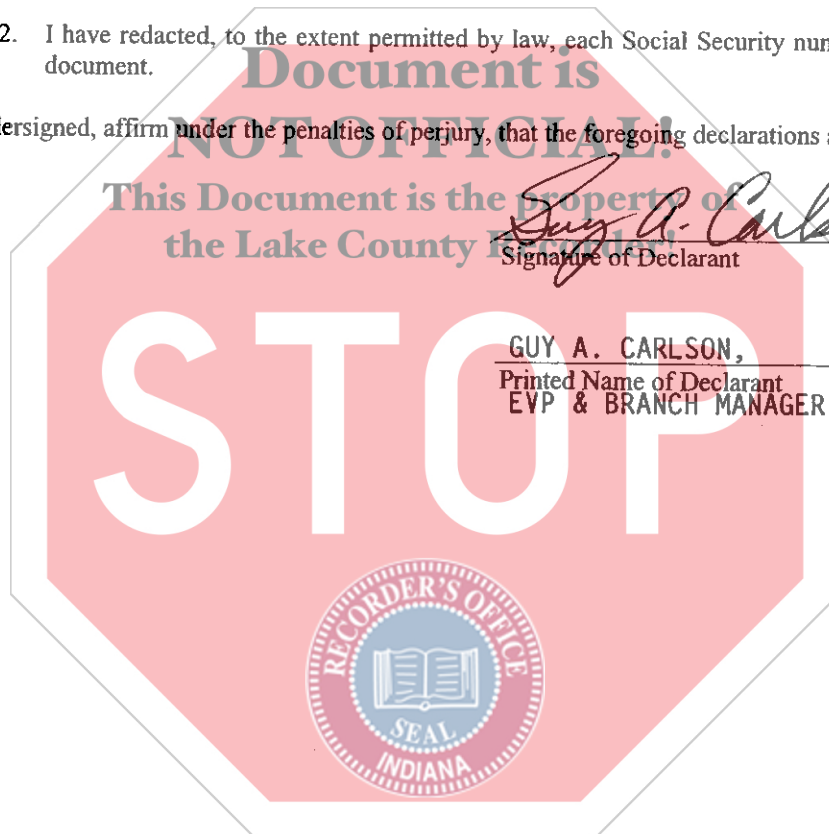 2. I have redacted, to the extent permitted by law, each Social Security num
document.
Document is
ersigned, affirm under the penalties of perjury, that the foregoing declarations a
NOT OFFICIAL!
This Document is the property of
the Lake County Recorder!
Guy A. Carls
Signature of Declarant
GUY A. CARLSON,
Printed Name of Declarant
EVP & BRANCH MANAGER
STOP
RECORDER'S OFFICE
SEAL
INDIANA